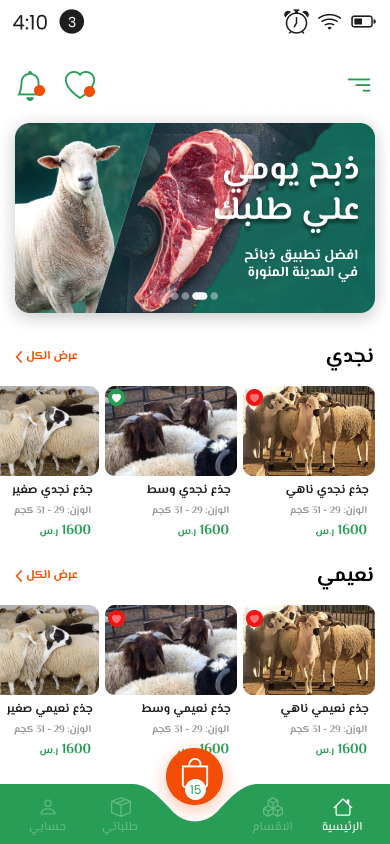 4:10 3
ذبح يومي
علي طلبك
افضل تطبيق ذبائح
في المدينة المنورة
نجدي
عرض الكل
جذع نجدي ناهي
الوزن: 29 - 31 كجم
1600 ر.س
جذع نجدي وسط
الوزن: 29 - 31 كجم
1600 ر.س
جذع نجدي صغير
الوزن: 29 - 31 كجم
1600 ر.س
نعيمي
عرض الكل
جذع نعيمي ناهي
الوزن: 29 - 31 كجم
1600 ر.س
جذع نعيمي وسط
الوزن: 29 - 31 كجم
1600 ر.س
جذع نعيمي صغير
الوزن: 29 - 31 كجم
1600 ر.س
15
الرئيسية
الاقسام
طلباتي
حسابي